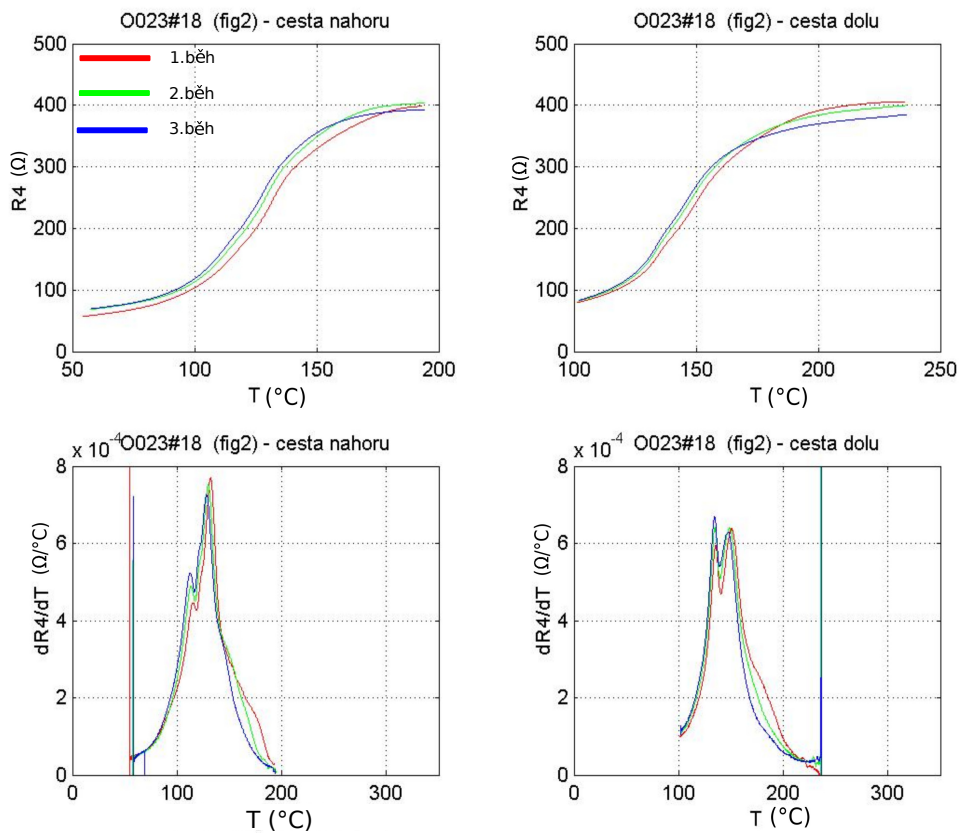 O023#18 (fig2) - cesta nahoru
500
400
300
200
100
0
R4 (Ω)
1.běh
2.běh
3.běh
50
100
150
200
T (°C)
O023#18 (fig2) - cesta dolu
500
400
300
200
100
0
R4 (Ω)
100
150
200
250
T (°C)
x 10-4
O023#18 (fig2) - cesta nahoru
8
6
4
2
0
dR4/dT (Ω/°C)
0
100
200
300
T (°C)
x 10-4
O023#18 (fig2) - cesta dolu
8
6
4
2
0
dR4/dT (Ω/°C)
0
100
200
300
T (°C)